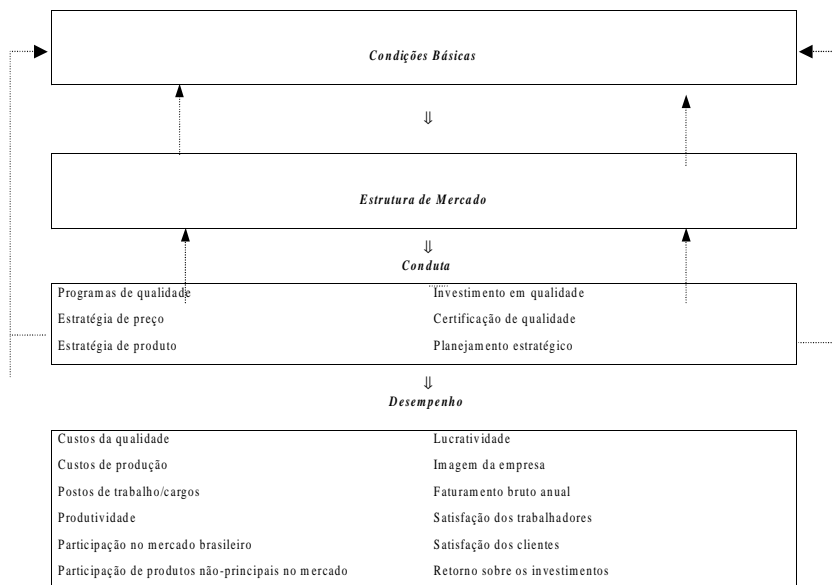 Condições Básicas
⇓
Estrutura de Mercado
⇓
Conduta
Programas de qualidade Investimento em qualidade
Estratégia de preço Certificação de qualidade
Estratégia de produto Planejamento estratégico
⇓
Desempenho
Custos da qualidade Lucratividade
Custos de produção Imagem da empresa
Postos de trabalho/cargos Faturamento bruto anual
Produtividade Satisfação dos trabalhadores
Participação no mercado brasileiro Satisfação dos clientes
Participação de produtos não-principais no mercado Retorno sobre os investimentos